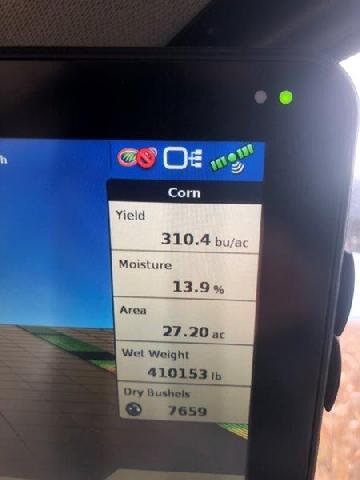 h
Corn
Yield
310.4 bu/ac
Moisture
13.9 %
Area
27.20 ac
Wet Weight
410153 lb
Dry Bushels
7659